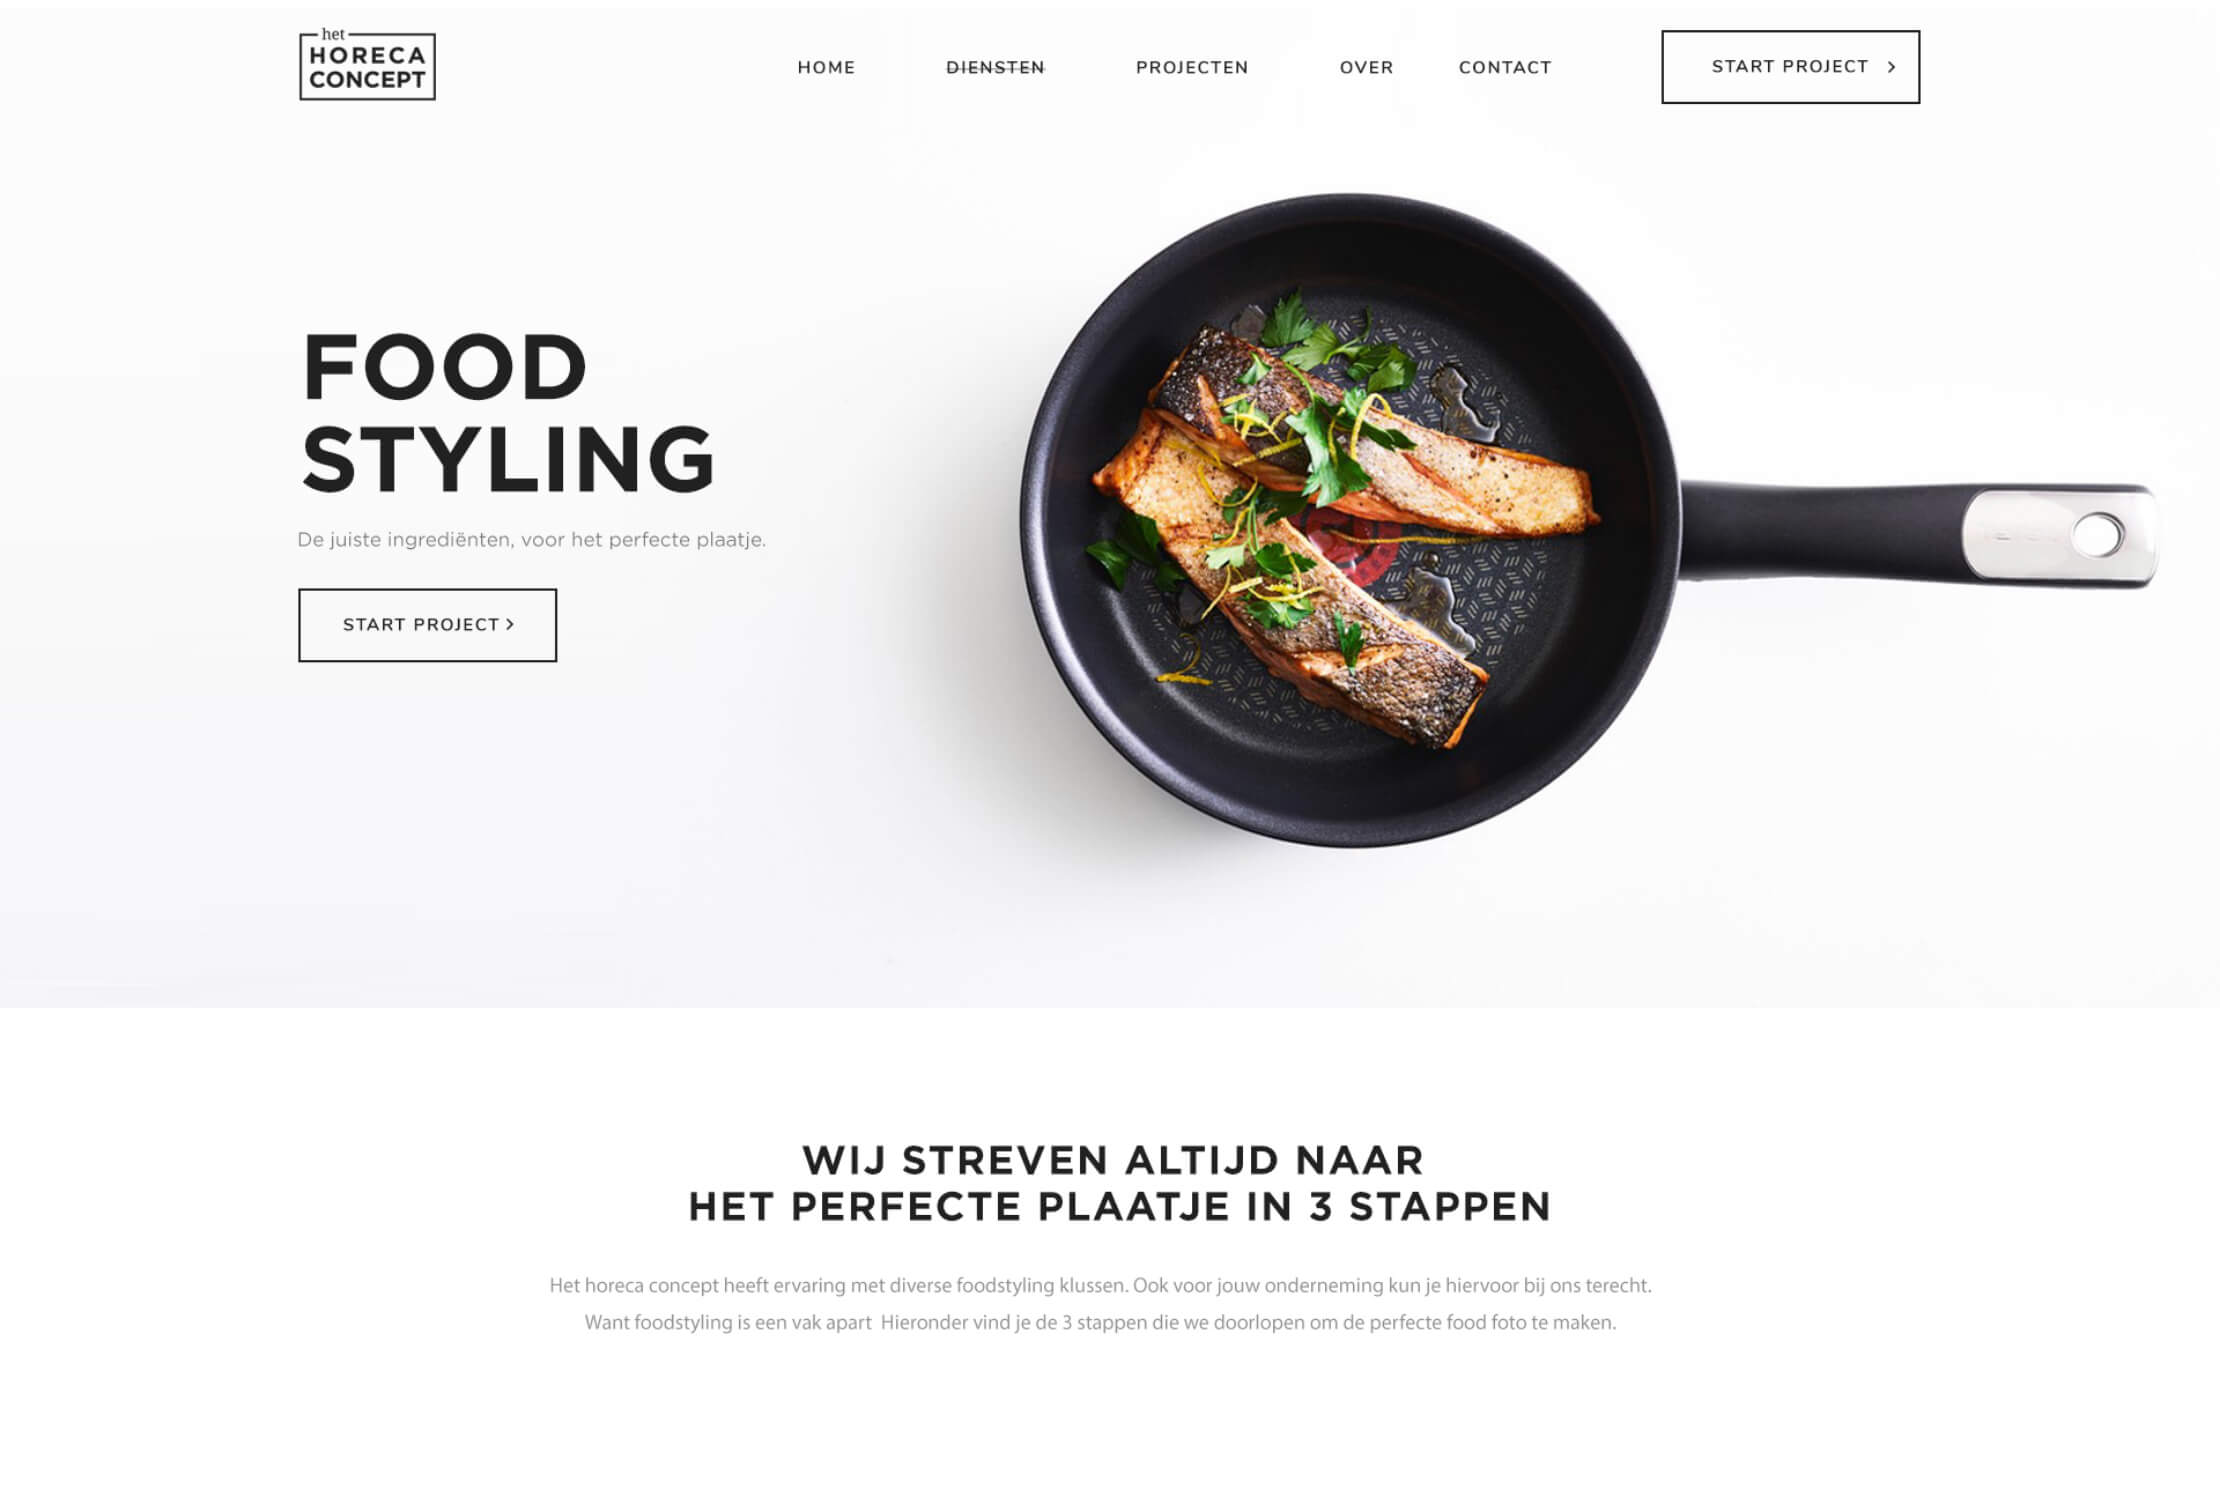 het
HORECA
CONCEPT
HOME
DIENSTEN
PROJECTEN
OVER
CONTACT
START PROJECT >
FOOD
STYLING
De juiste ingrediënten, voor het perfecte plaatje.
START PROJECT >
WIJ STREVEN ALTIJD NAAR
HET PERFECTE PLAATJE IN 3 STAPPEN
Het horeca concept heeft ervaring met diverse foodstyling klussen. Ook voor jouw onderneming kun je hiervoor bij ons terecht.
Want foodstyling is een vak apart  Hieronder vind je de 3 stappen die we doorlopen om de perfecte food foto te maken.